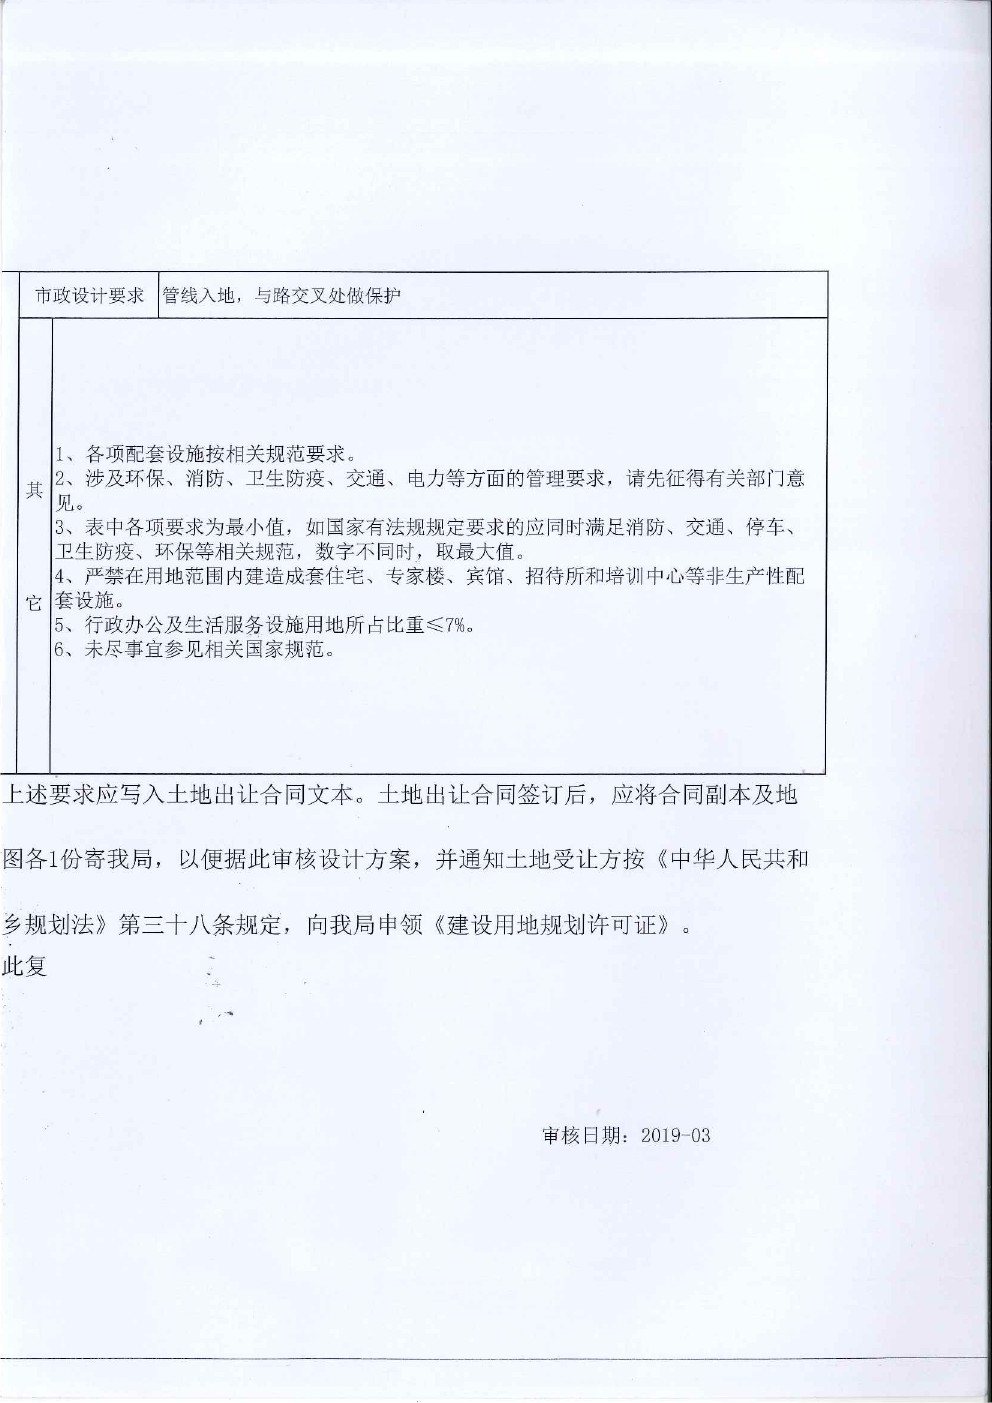 市政设计要求 管线入地，与路交叉处做保护
其它
1、各项配套设施按相关规范要求。
2、涉及环保、消防、卫生防疫、交通、电力等方面的管理要求，请先征得有关部门意
见。
3、表中各项要求为最小值，如国家有法规规定要求的应同时满足消防、交通、停车、
卫生防疫、环保等相关规范，数字不同时，取最大值。
4、严禁在用地范围内建造成套住宅、专家楼、宾馆、招待所和培训中心等非生产性配
套设施。
5、行政办公及生活服务设施用地所占比重≤7%。
6、未尽事宜参见相关国家规范。
上述要求应写入土地出让合同文本。土地出让合同签订后，应将合同副本及地
图各1份寄我局，以便据此审核设计方案，并通知土地受让方按《中华人民共和
乡规划法》第三十八条规定，向我局申领《建设用地规划许可证》。
此复
审核日期：2019-03